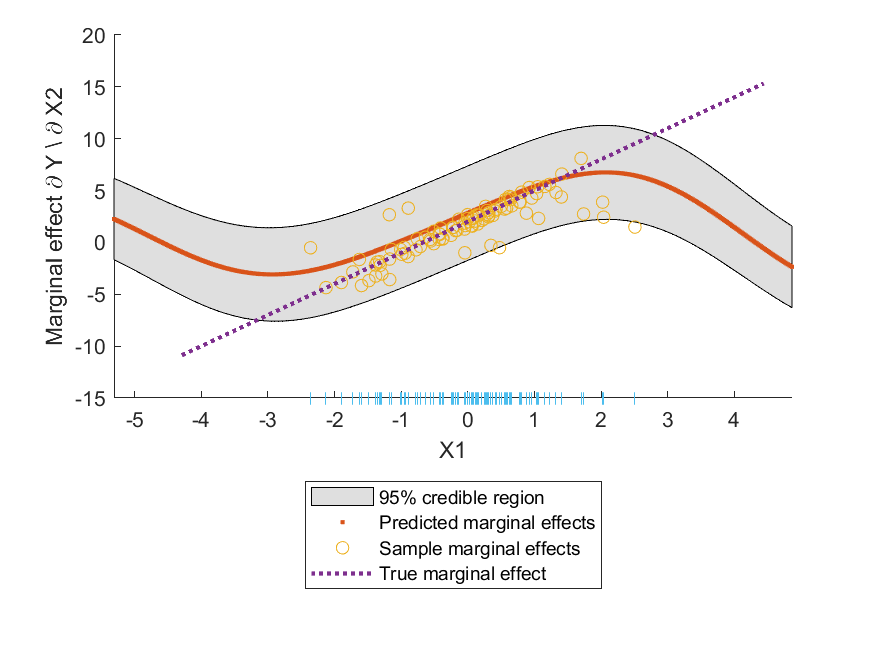 20
15
10
5
0
-5
-10
-15
Marginal effect ∂ Y \ ∂ X2
-5 -4 -3 -2 -1 0 1 2 3 4
X1
95% credible region
Predicted marginal effects
Sample marginal effects
True marginal effect